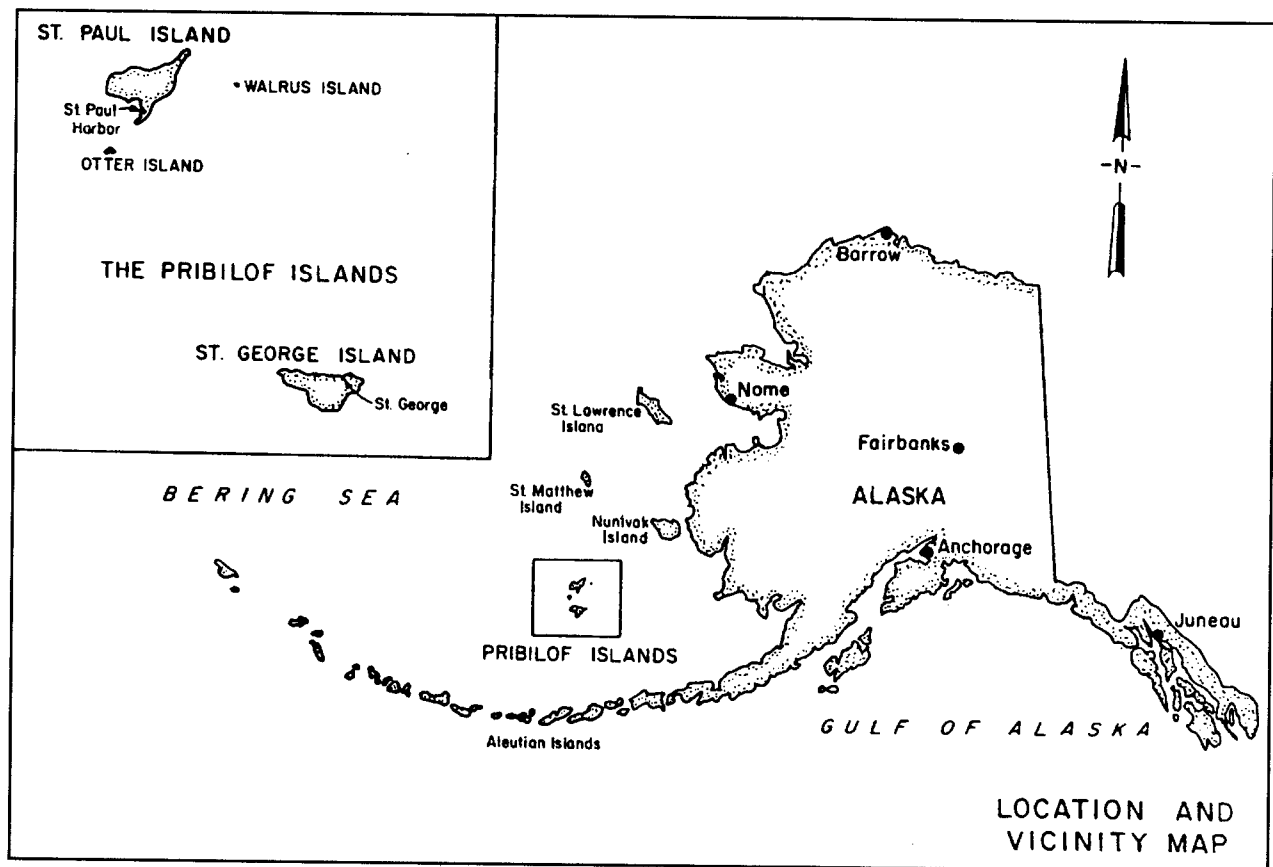 ST. PAUL ISLAND
WALRUS ISLAND
St. Paul
Harbor
OTTER ISLAND
THE PRIBILOF ISLANDS
ST. GEORGE ISLAND
St. George
-N-
Barrow
Nome
St. Lawrence
Islana
Fairbanks
BERING SEA
St. Matthew
Island
ALASKA
Nunivak
Island
Anchorage
PRIBILOF ISLANDS
Juneau
Aleutian Islands
GULF OF ALASKA
LOCATION AND
VICINITY MAP